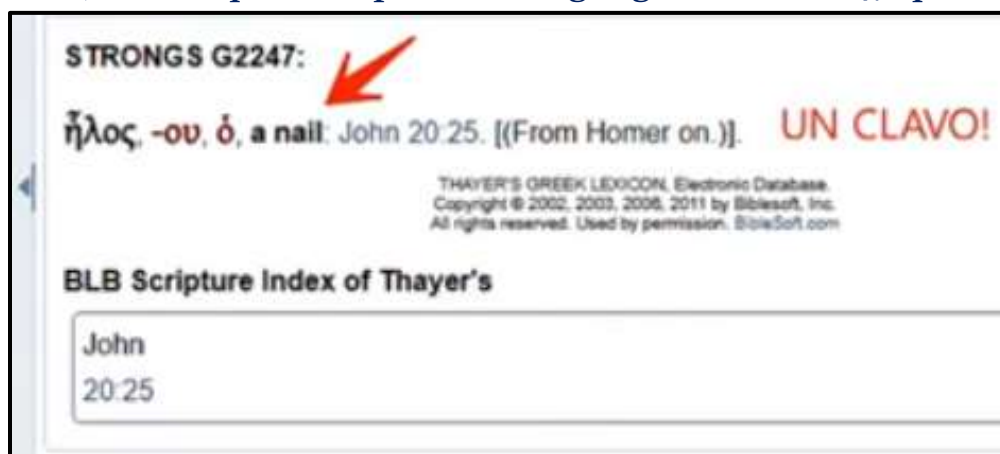 STRONGS G2247:
ἧλος, -ου, ὁ, a nail: John 20:25. [(From Homer on.)]. UN CLAVO!
THAYER'S GREEK LEXICON, Electronic Database.
Copyright © 2002, 2003, 2006, 2011 by Biblesoft, Inc.
All rights reserved. Used by permission. BibleSoft.com
BLB Scripture Index of Thayer's
John
20:25